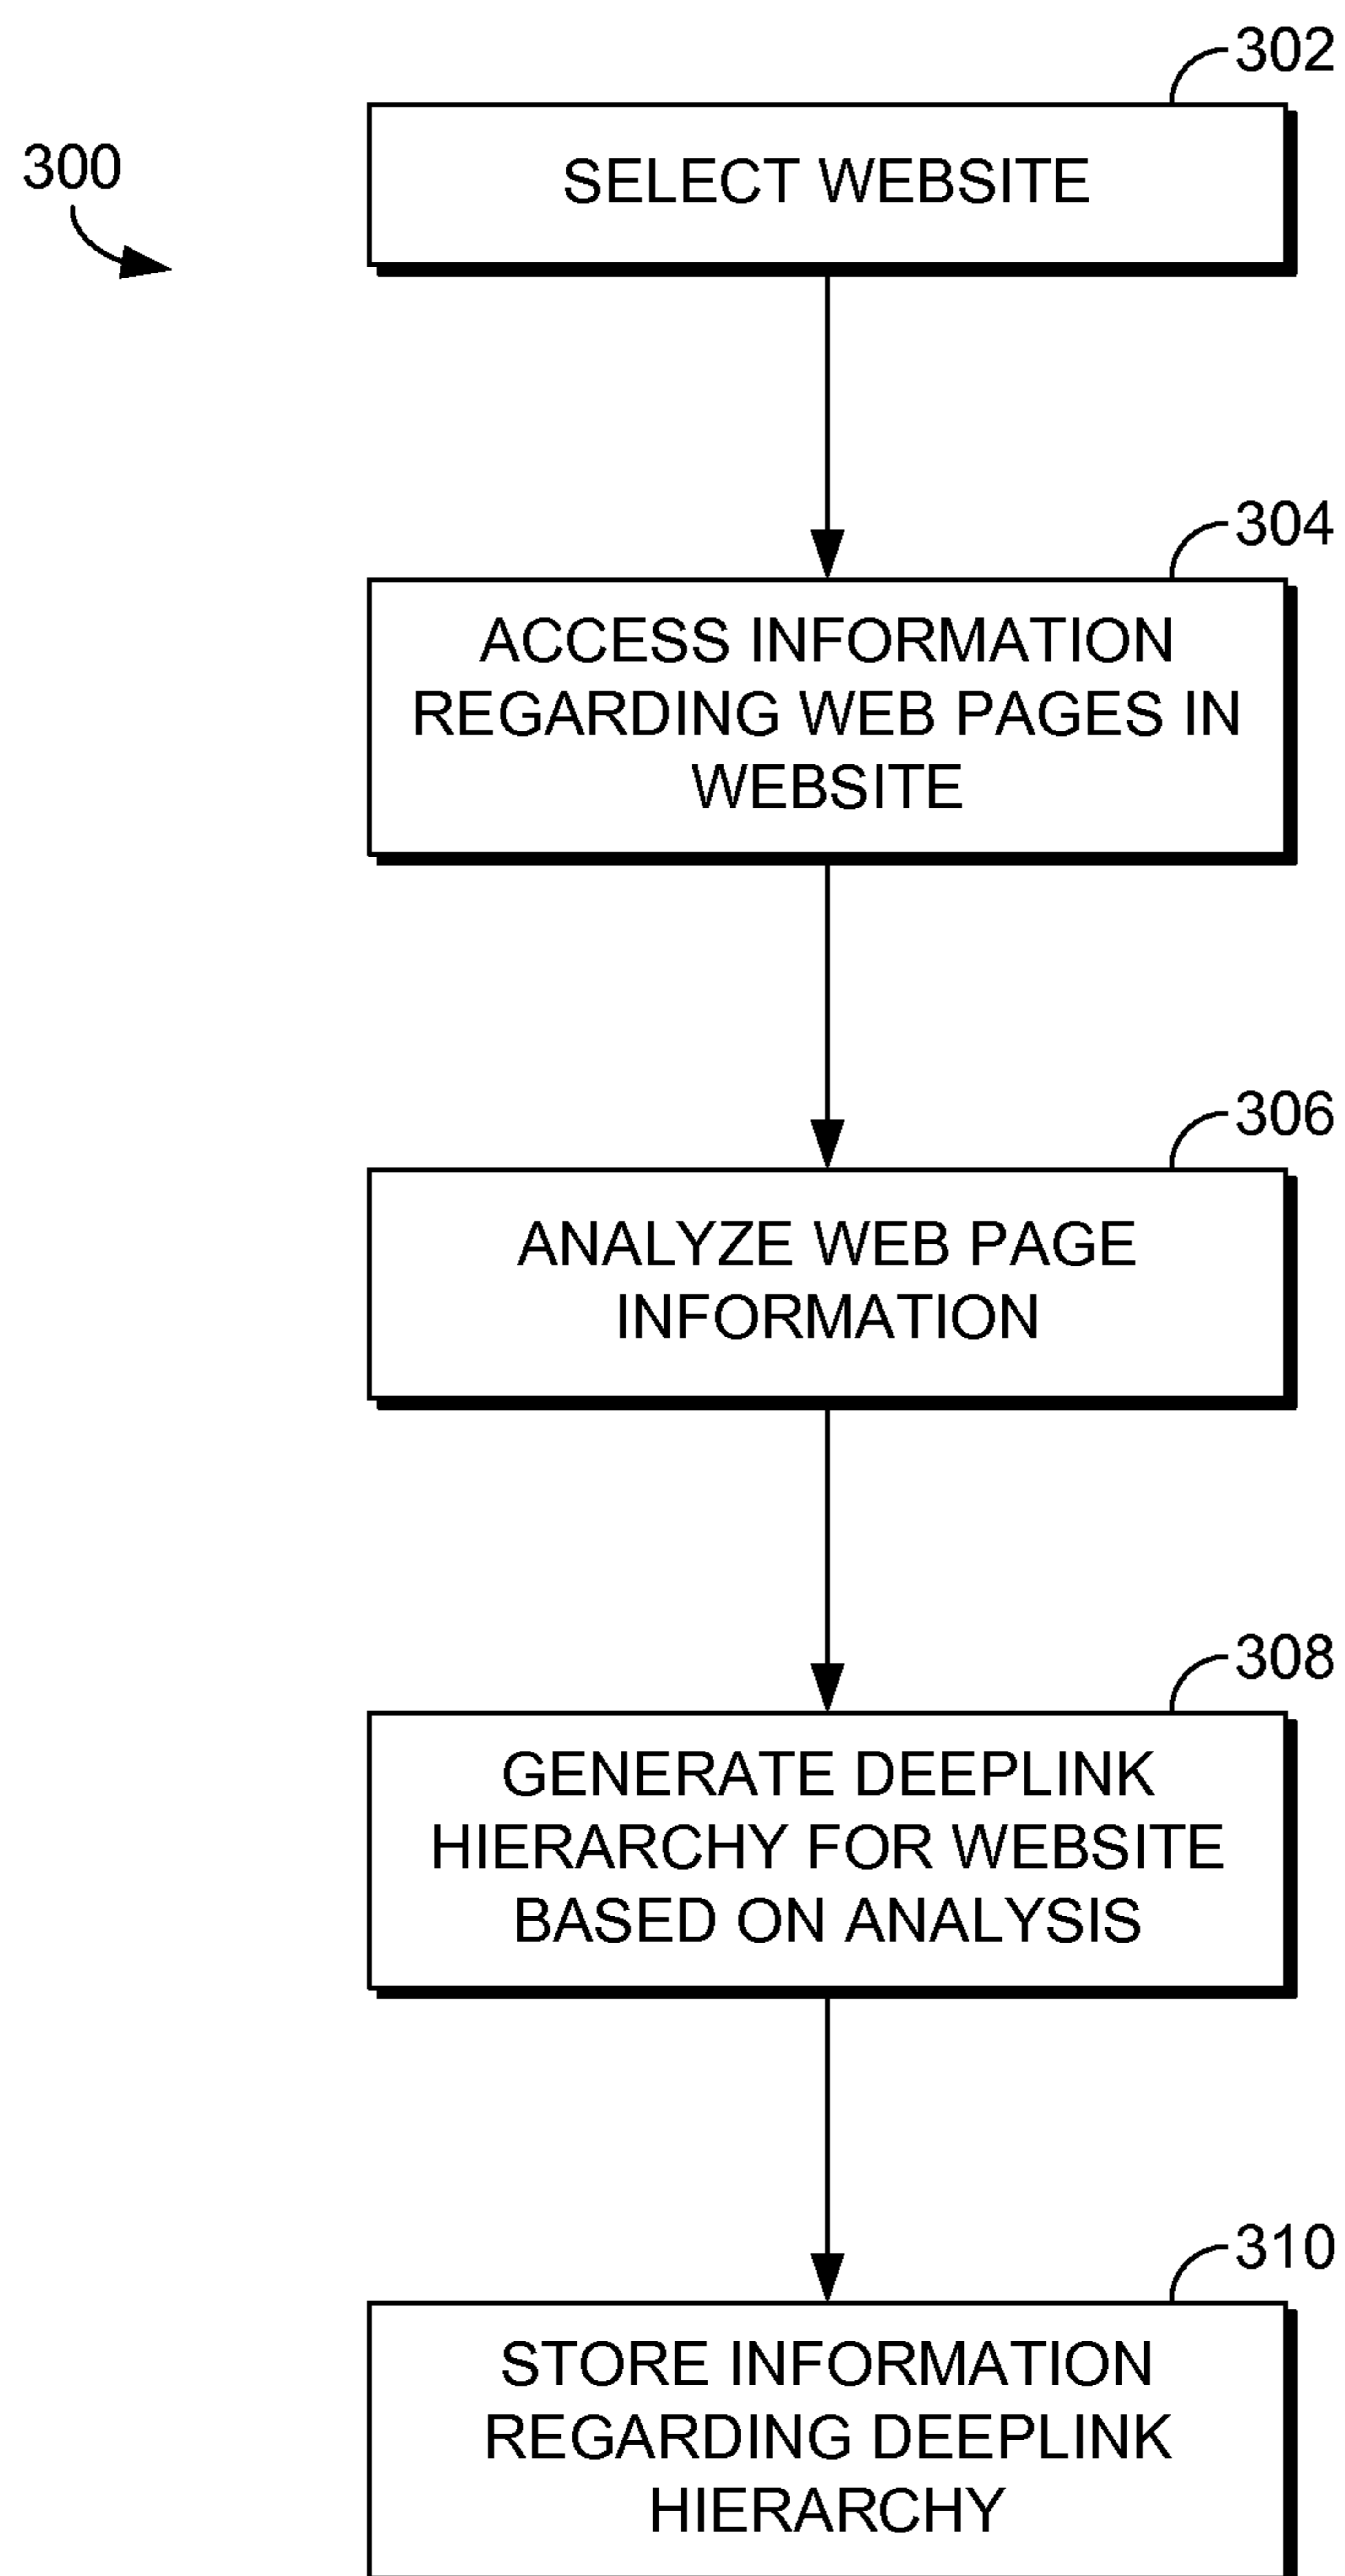 302
300
SELECT WEBSITE
304
ACCESS INFORMATION
REGARDING WEB PAGES IN
WEBSITE
306
ANALYZE WEB PAGE
INFORMATION
308
GENERATE DEEPLINK
HIERARCHY FOR WEBSITE
BASED ON ANALYSIS
310
STORE INFORMATION
REGARDING DEEPLINK
HIERARCHY